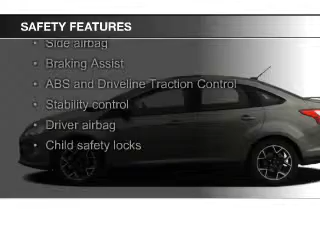 SAFETY FEATURES
• Side airbag
• Braking Assist
• ABS and Driveline Traction Control
• Stability control
• Driver airbag
• Child safety locks